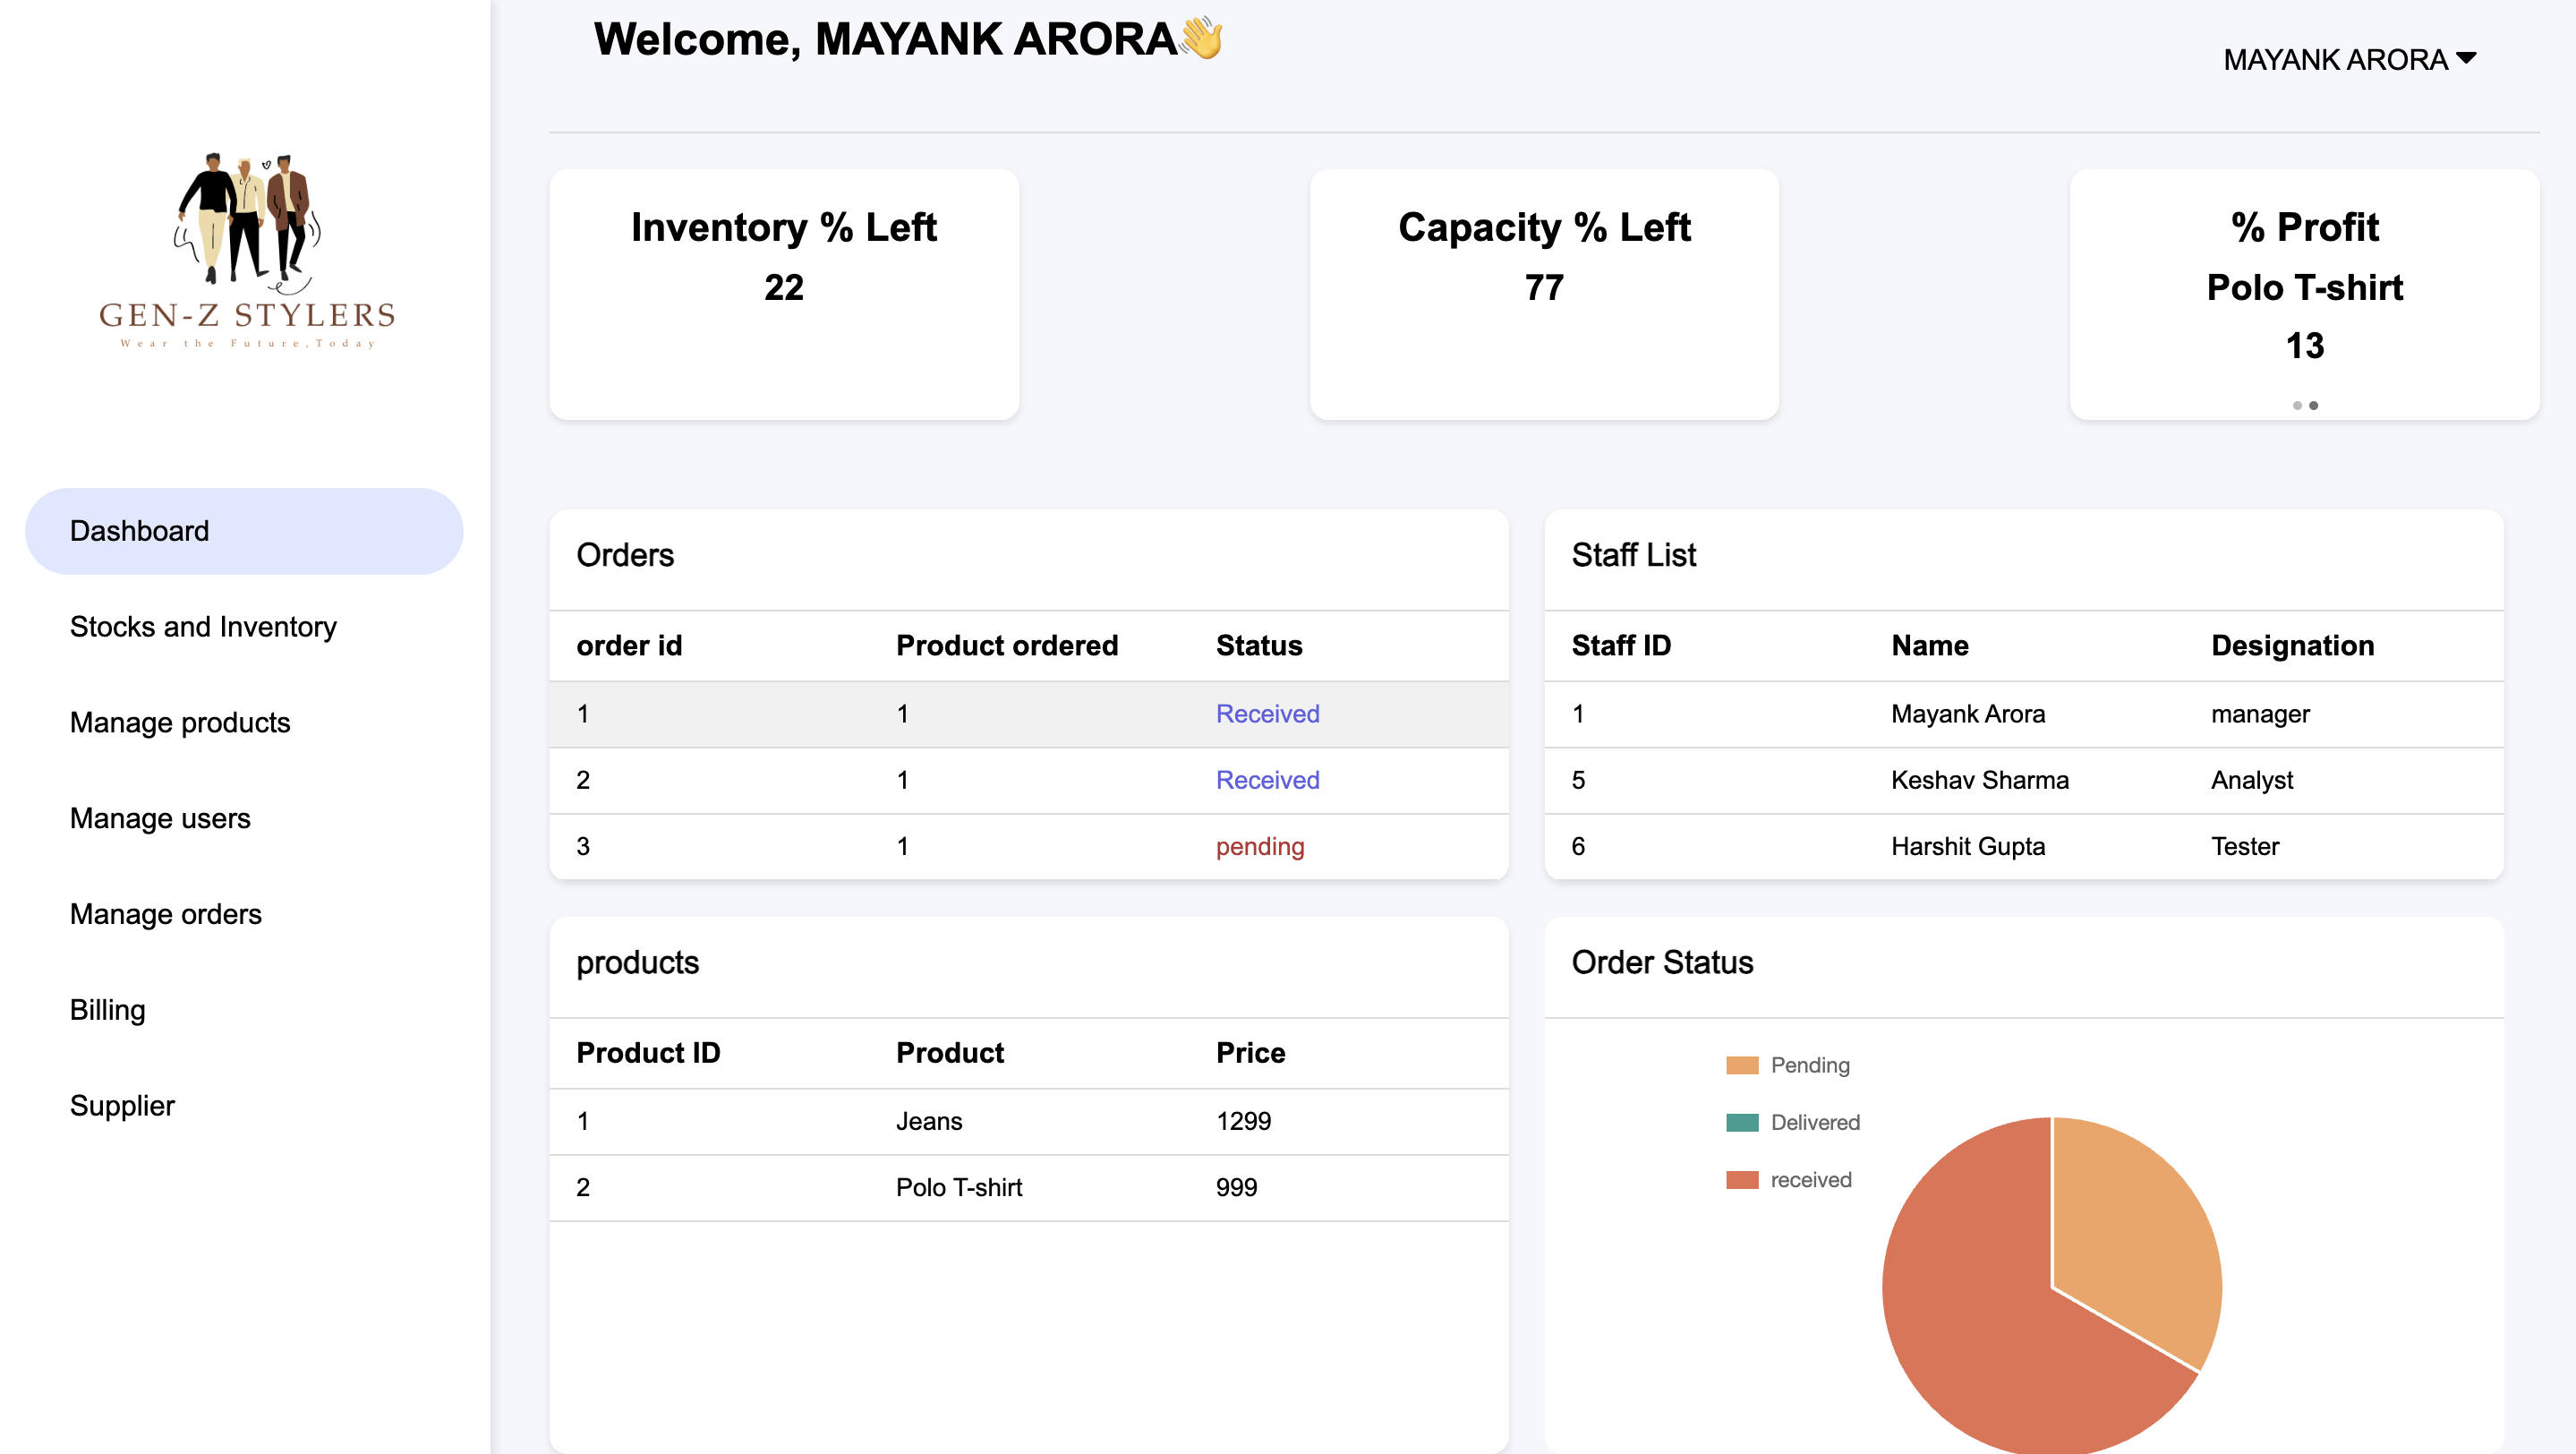 Welcome, MAYANK ARORA👋
MAYANK ARORA
GEN-Z STYLERS
Wear the Future,Today
Dashboard
Stocks and Inventory
Manage products
Manage users
Manage orders
Billing
Supplier
Inventory % Left
22
Capacity % Left
77
% Profit
Polo T-shirt
13
Orders
order id Product ordered Status
1 1 Received
2 1 Received
3 1 pending
Staff List
Staff ID Name Designation
1 Mayank Arora manager
5 Keshav Sharma Analyst
6 Harshit Gupta Tester
products
Product ID Product Price
1 Jeans 1299
2 Polo T-shirt 999
Order Status
Pending
Delivered
received